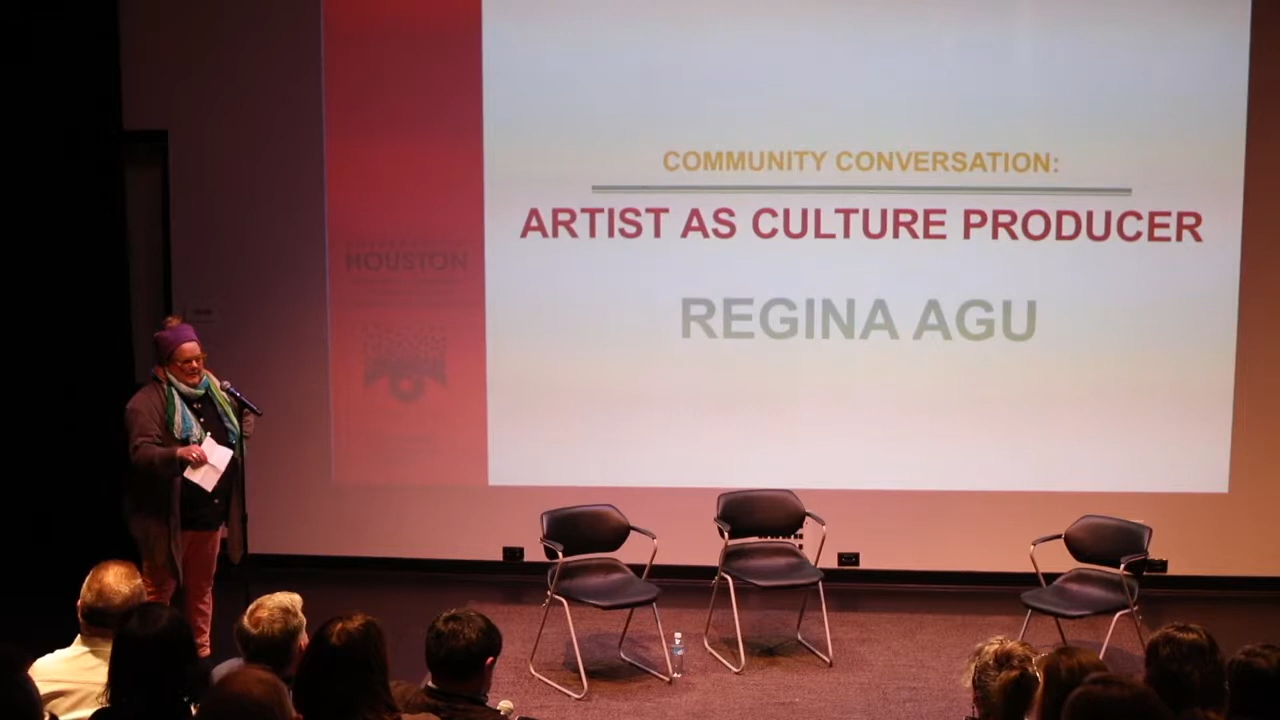 COMMUNITY CONVERSATION:
ARTIST AS CULTURE PRODUCER
REGINA AGU
HOUSTON